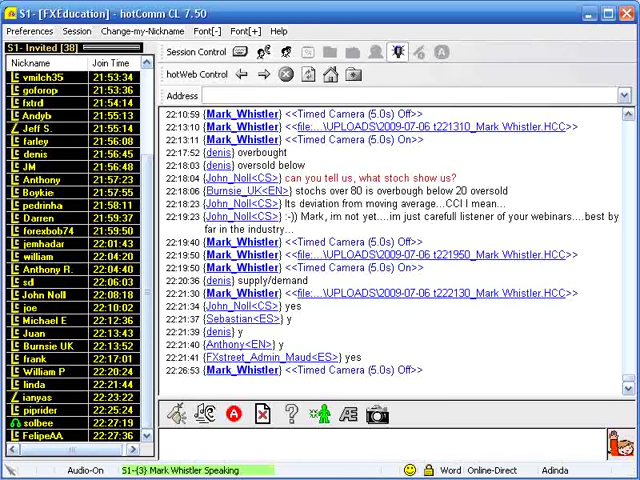 S1- [FXEducation] - hotComm CL 7.50
Preferences Session Change-my-Nickname Font[-] Font[+] Help
S1- Invited [38]
Nickname Join Time
vmilch35 21:53:34
goforop 21:53:36
fxtrd 21:54:14
Andyb 21:55:13
Jeff S. 21:55:14
farley 21:56:08
denis 21:56:45
JM 21:56:48
Anthony 21:57:23
Boykie 21:57:55
pedrinha 21:58:11
Darren 21:59:37
forexbob74 21:59:50
jemhadar 22:01:43
william 22:04:20
Anthony R. 22:04:40
sd 22:06:03
John Noll 22:08:18
joe 22:10:02
Michael E 22:12:36
Juan 22:13:43
Burnsie UK 22:13:52
frank 22:17:01
William P 22:20:24
linda 22:21:44
ianyas 22:23:22
piprider 22:25:24
solbee 22:27:19
FelipeAA 22:27:36
Session Control
hotWeb Control
Address
22:10:59 {Mark_Whistler} <<Timed Camera (5.0s) Off>>
22:13:10 {Mark_Whistler} <<file:...\UPLOADS\2009-07-06 t221310_Mark Whistler.HCC>>
22:13:11 {Mark_Whistler} <<Timed Camera (5.0s) On>>
22:17:52 {denis} overbought
22:18:03 {denis} oversold below
22:18:04 {John_Noll<CS>} can you tell us, what stoch show us?
22:18:06 {Burnsie_UK<EN>} stochs over 80 is overbough below 20 oversold
22:18:23 {John_Noll<CS>} Its deviation from moving average...CCI I mean...
22:19:23 {John_Noll<CS>} :-)) Mark, im not yet....im just carefull listener of your webinars....best by
far in the industry...
22:19:40 {Mark_Whistler} <<Timed Camera (5.0s) Off>>
22:19:50 {Mark_Whistler} <<file:...\UPLOADS\2009-07-06 t221950_Mark Whistler.HCC>>
22:19:50 {Mark_Whistler} <<Timed Camera (5.0s) On>>
22:20:36 {denis} supply/demand
22:21:30 {Mark_Whistler} <<file:...\UPLOADS\2009-07-06 t222130_Mark Whistler.HCC>>
22:21:34 {John_Noll<CS>} yes
22:21:37 {Sebastian<ES>} y
22:21:39 {denis} y
22:21:40 {Anthony<EN>} y
22:21:41 {FXstreet_Admin_Maud<ES>} yes
22:26:53 {Mark_Whistler} <<Timed Camera (5.0s) Off>>
Audio-On S1-{3} Mark Whistler Speaking Word Online-Direct Adinda